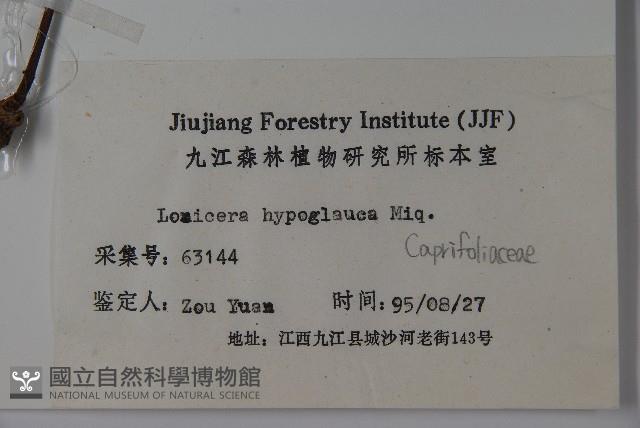 Jiujiang Forestry Institute (JJF)
九江森林植物研究所标本室
Lonicera hypoglauca Miq.
Caprifoliaceae
采集号: 63144
鉴定人: Zou Yuan 时间: 95/08/27
地址: 江西九江县城沙河老街143号
國立自然科學博物館
NATIONAL MUSEUM OF NATURAL SCIENCE